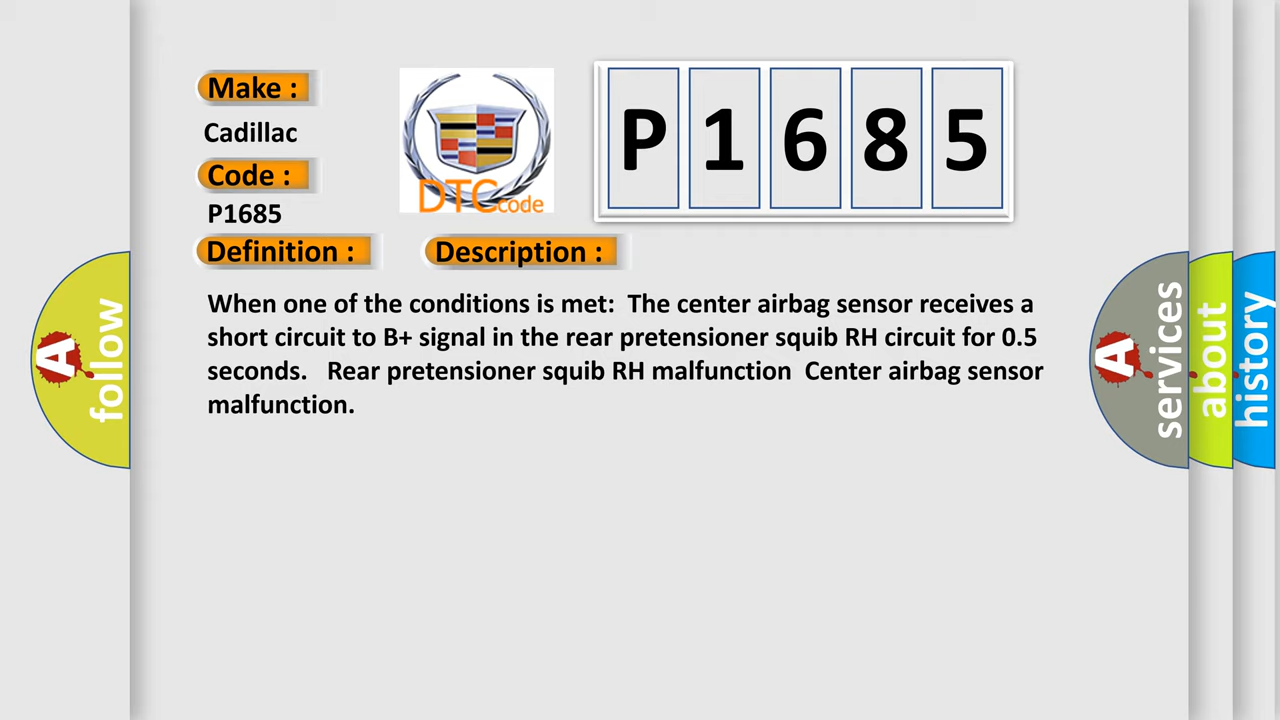 Make :
Cadillac
Code :
P1685
Definition :
Description :
DTC code
P 1 6 8 5
When one of the conditions is met:  The center airbag sensor receives a
short circuit to B+ signal in the rear pretensioner squib RH circuit for 0.5
seconds.   Rear pretensioner squib RH malfunction  Center airbag sensor
malfunction.
A follow
A services
about
history